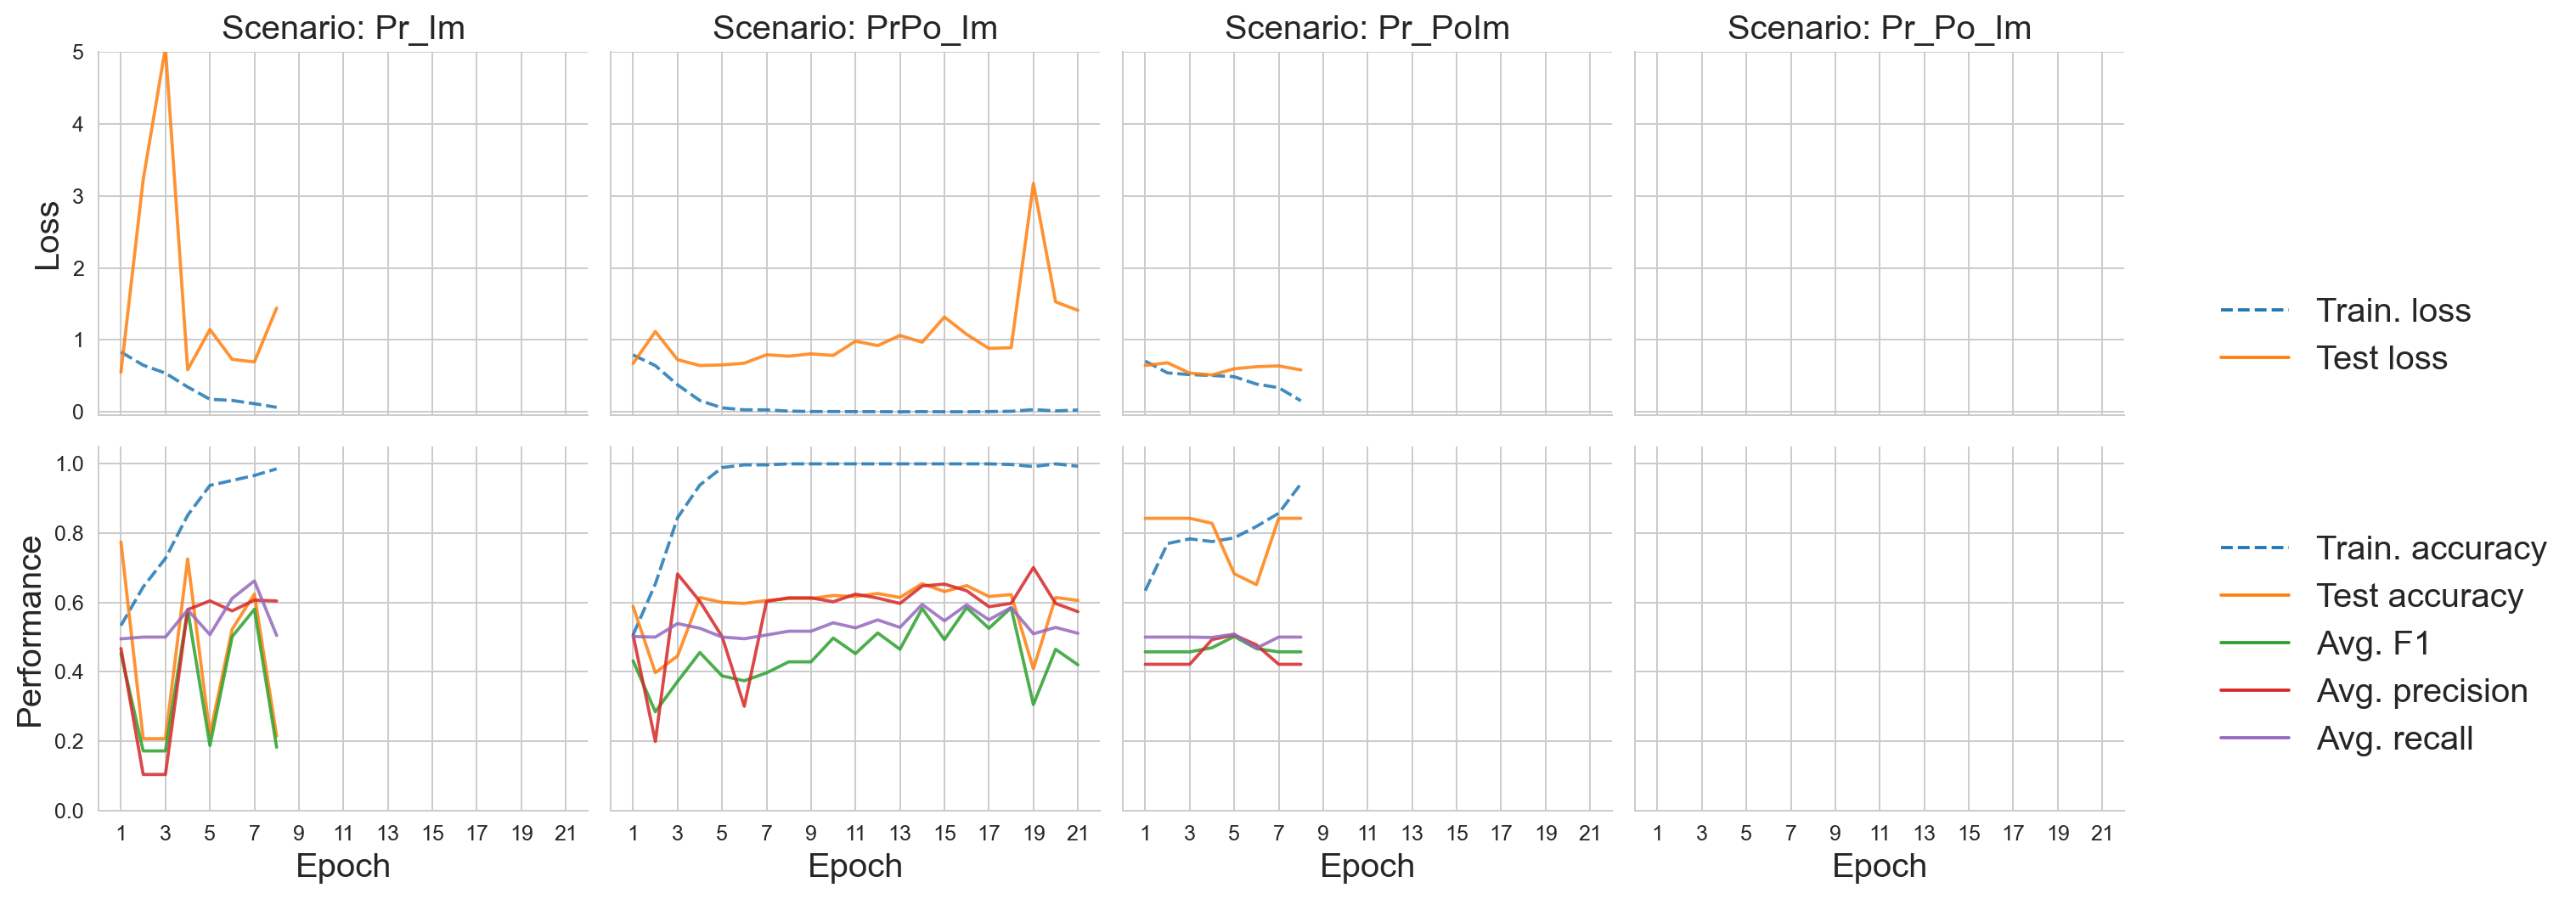 Scenario: Pr_Im
Scenario: PrPo_Im
Scenario: Pr_PoIm
Scenario: Pr_Po_Im
5
4
3
2
1
0
Loss
Train. loss
Test loss
1.0
0.8
0.6
0.4
0.2
0.0
Performance
Train. accuracy
Test accuracy
Avg. F1
Avg. precision
Avg. recall
1 3 5 7 9 11 13 15 17 19 21
1 3 5 7 9 11 13 15 17 19 21
1 3 5 7 9 11 13 15 17 19 21
1 3 5 7 9 11 13 15 17 19 21
Epoch
Epoch
Epoch
Epoch